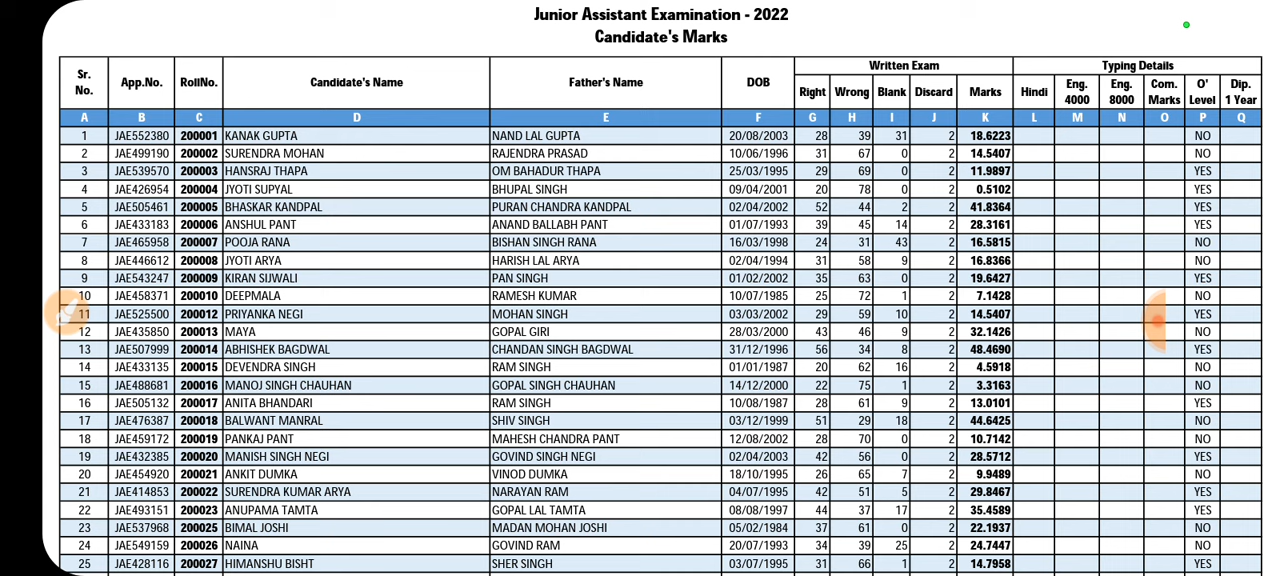 Junior Assistant Examination - 2022
Candidate's Marks
Sr. No. App.No. RollNo. Candidate's Name Father's Name DOB Written Exam Typing Details
Right Wrong Blank Discard Marks Hindi Eng. 4000 Eng. 8000 Com. Marks O' Level Dip. 1 Year
A B C D E F G H I J K L M N O P Q
1 JAE552380 200001 KANAK GUPTA NAND LAL GUPTA 20/08/2003 28 39 31 2 18.6223 NO
2 JAE499190 200002 SURENDRA MOHAN RAJENDRA PRASAD 10/06/1996 31 67 0 2 14.5407 NO
3 JAE539570 200003 HANSRAJ THAPA OM BAHADUR THAPA 25/03/1995 29 69 0 2 11.9897 YES
4 JAE426954 200004 JYOTI SUPYAL BHUPAL SINGH 09/04/2001 20 78 0 2 0.5102 YES
5 JAE505461 200005 BHASKAR KANDPAL PURAN CHANDRA KANDPAL 02/04/2002 52 44 2 2 41.8364 YES
6 JAE433183 200006 ANSHUL PANT ANAND BALLABH PANT 01/07/1993 39 45 14 2 28.3161 YES
7 JAE465958 200007 POOJA RANA BISHAN SINGH RANA 16/03/1998 24 31 43 2 16.5815 NO
8 JAE446612 200008 JYOTI ARYA HARISH LAL ARYA 02/04/1994 31 58 9 2 16.8366 NO
9 JAE543247 200009 KIRAN SIJWALI PAN SINGH 01/02/2002 35 63 0 2 19.6427 YES
10 JAE458371 200010 DEEPMALA RAMESH KUMAR 10/07/1985 25 72 1 2 7.1428 NO
11 JAE525500 200012 PRIYANKA NEGI MOHAN SINGH 03/03/2002 29 59 10 2 14.5407 YES
12 JAE435850 200013 MAYA GOPAL GIRI 28/03/2000 43 46 9 2 32.1426 NO
13 JAE507999 200014 ABHISHEK BAGDWAL CHANDAN SINGH BAGDWAL 31/12/1996 56 34 8 2 48.4690 YES
14 JAE433135 200015 DEVENDRA SINGH RAM SINGH 01/01/1987 20 62 16 2 4.5918 NO
15 JAE488681 200016 MANOJ SINGH CHAUHAN GOPAL SINGH CHAUHAN 14/12/2000 22 75 1 2 3.3163 NO
16 JAE505132 200017 ANITA BHANDARI RAM SINGH 10/08/1987 28 61 9 2 13.0101 YES
17 JAE476387 200018 BALWANT MANRAL SHIV SINGH 03/12/1999 51 29 18 2 44.6425 NO
18 JAE459172 200019 PANKAJ PANT MAHESH CHANDRA PANT 12/08/2002 28 70 0 2 10.7142 NO
19 JAE432385 200020 MANISH SINGH NEGI GOVIND SINGH NEGI 02/04/2003 42 56 0 2 28.5712 YES
20 JAE454920 200021 ANKIT DUMKA VINOD DUMKA 18/10/1995 26 65 7 2 9.9489 NO
21 JAE414853 200022 SURENDRA KUMAR ARYA NARAYAN RAM 04/07/1995 42 51 5 2 29.8467 YES
22 JAE493151 200023 ANUPAMA TAMTA GOPAL LAL TAMTA 08/08/1997 44 37 17 2 35.4589 YES
23 JAE537968 200025 BIMAL JOSHI MADAN MOHAN JOSHI 05/02/1984 37 61 0 2 22.1937 NO
24 JAE549159 200026 NAINA GOVIND RAM 20/07/1993 34 39 25 2 24.7447 NO
25 JAE428116 200027 HIMANSHU BISHT SHER SINGH 03/07/1995 31 66 1 2 14.7958 YES